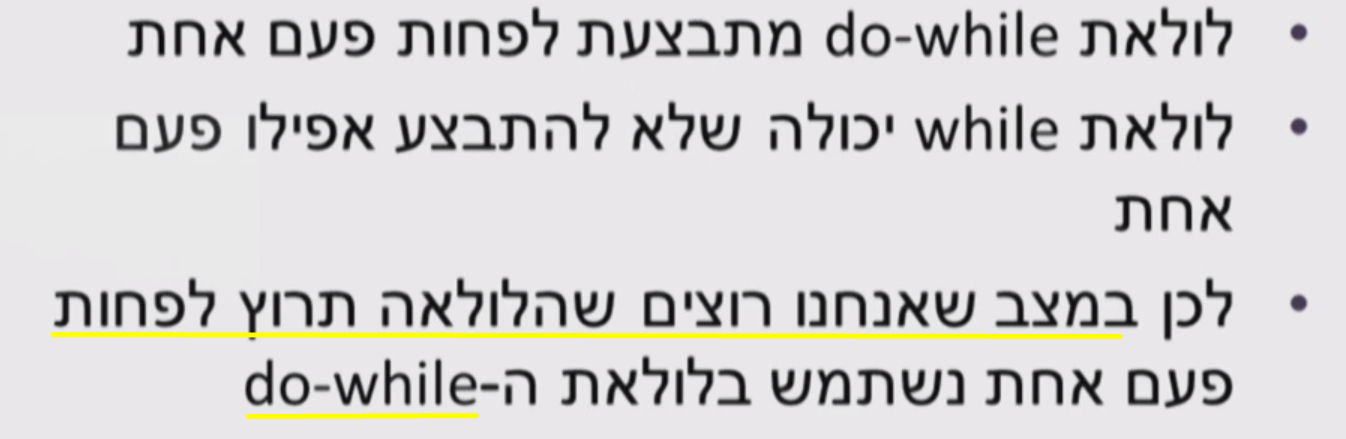 • לולאת do-while מתבצעת לפחות פעם אחת
• לולאת while יכולה שלא להתבצע אפילו פעם
אחת
• לכן במצב שאנחנו רוצים שהלולאה תרוץ לפחות
פעם אחת נשתמש בלולאת ה-do-while